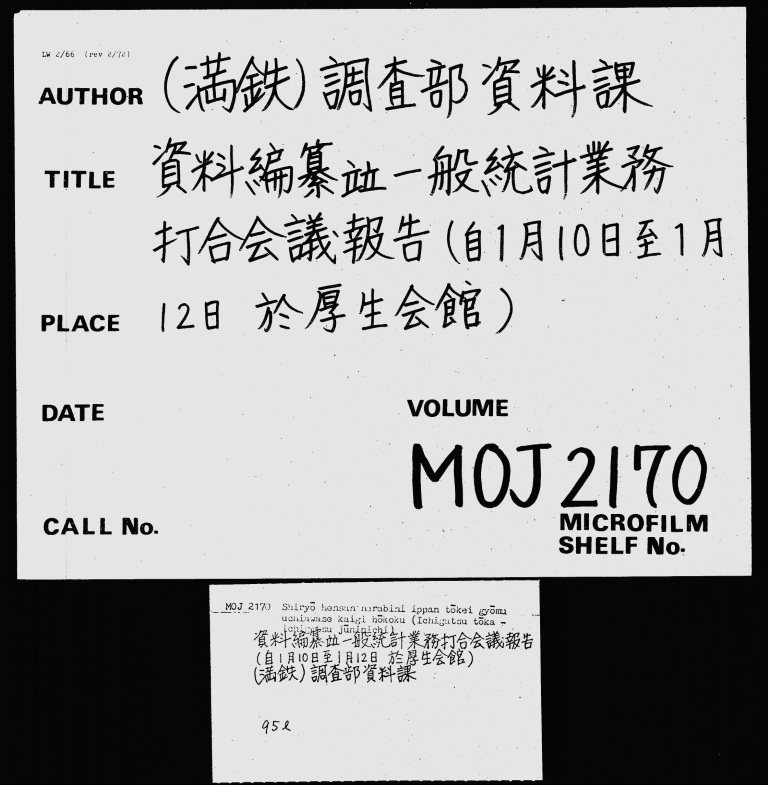 LW 2/66 (rev 2/72)
AUTHOR (満鉄)調査部資料課
TITLE 資料編纂並一般統計業務
打合会議報告(自1月10日至1月
PLACE 12日 於厚生会館)
DATE
VOLUME
MOJ 2170
CALL No.
MICROFILM
SHELF No.
MOJ 2170 Shiryō hensan narabini ippan tōkei gyōmu
uchiawase kaigi hōkoku (Ichigatsu tōka -
ichigatsu jūninichi)
資料編纂並一般統計業務打合会議報告
(自1月10日至1月12日 於厚生会館)
(満鉄)調査部資料課
95l